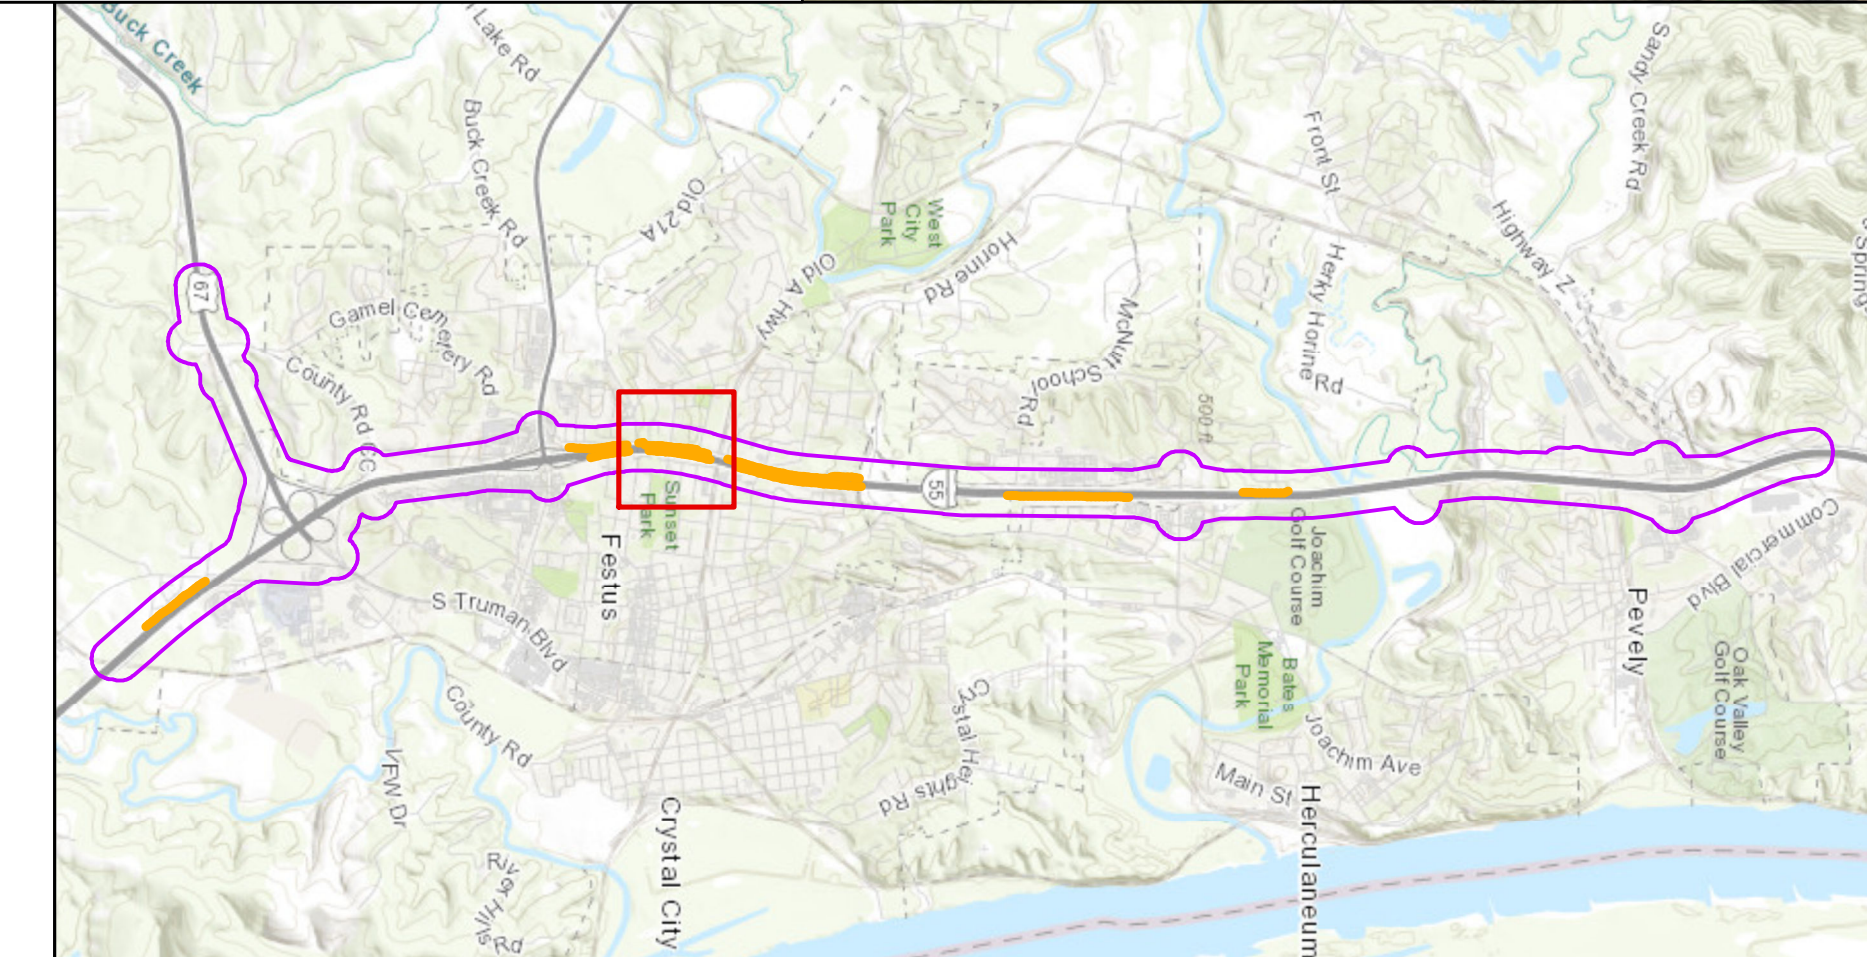 Buck Creek
Lake Rd
Buck Creek Rd
Old 21A
West
City
Park
Horine Rd
Old A Hwy
Front St
Sandy Creek Rd
Highway Z
Herky Horine
Rd
McNutt School
Rd
500 ft
67
Gamel Cemetery Rd
County Rd CC
55
Sunset
Park
Festus
S Truman Blvd
Joachim
Golf Course
Commercial Blvd
Pevely
Oak Valley
Golf Course
Bates
Memorial
Park
Joachim Ave
Main St
Herculaneum
Crystal Heights Rd
Crystal City
County Rd
VFW Dr
River Hills Rd